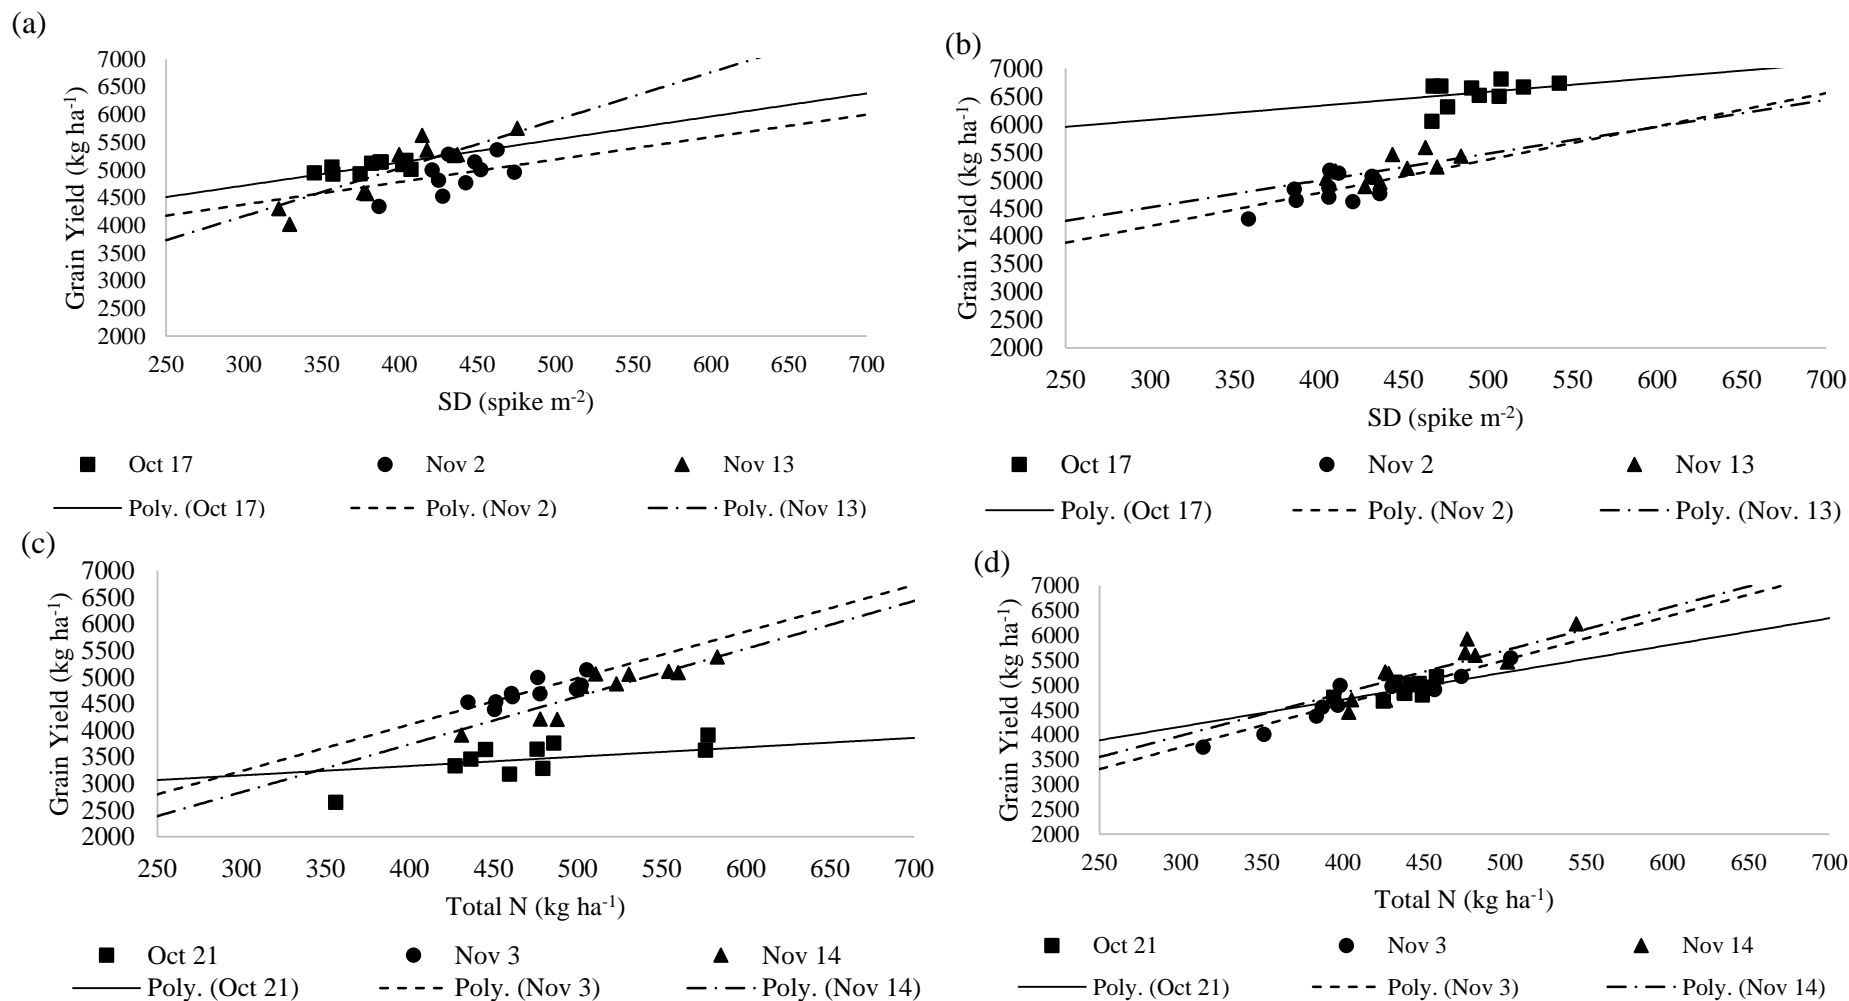 (a)
7000
6500
6000
5500
5000
4500
4000
3500
3000
2500
2000
Grain Yield (kg ha-1)
250 300 350 400 450 500 550 600 650 700
SD (spike m-2)
Oct 17 Nov 2 Nov 13
Poly. (Oct 17) Poly. (Nov 2) Poly. (Nov 13)
(b)
7000
6500
6000
5500
5000
4500
4000
3500
3000
2500
2000
Grain Yield (kg ha-1)
250 300 350 400 450 500 550 600 650 700
SD (spike m-2)
Oct 17 Nov 2 Nov 13
Poly. (Oct 17) Poly. (Nov 2) Poly. (Nov. 13)
(c)
7000
6500
6000
5500
5000
4500
4000
3500
3000
2500
2000
Grain Yield (kg ha-1)
250 300 350 400 450 500 550 600 650 700
Total N (kg ha-1)
Oct 21 Nov 3 Nov 14
Poly. (Oct 21) Poly. (Nov 3) Poly. (Nov 14)
(d)
7000
6500
6000
5500
5000
4500
4000
3500
3000
2500
2000
Grain Yield (kg ha-1)
250 300 350 400 450 500 550 600 650 700
Total N (kg ha-1)
Oct 21 Nov 3 Nov 14
Poly. (Oct 21) Poly. (Nov 3) Poly. (Nov 14)